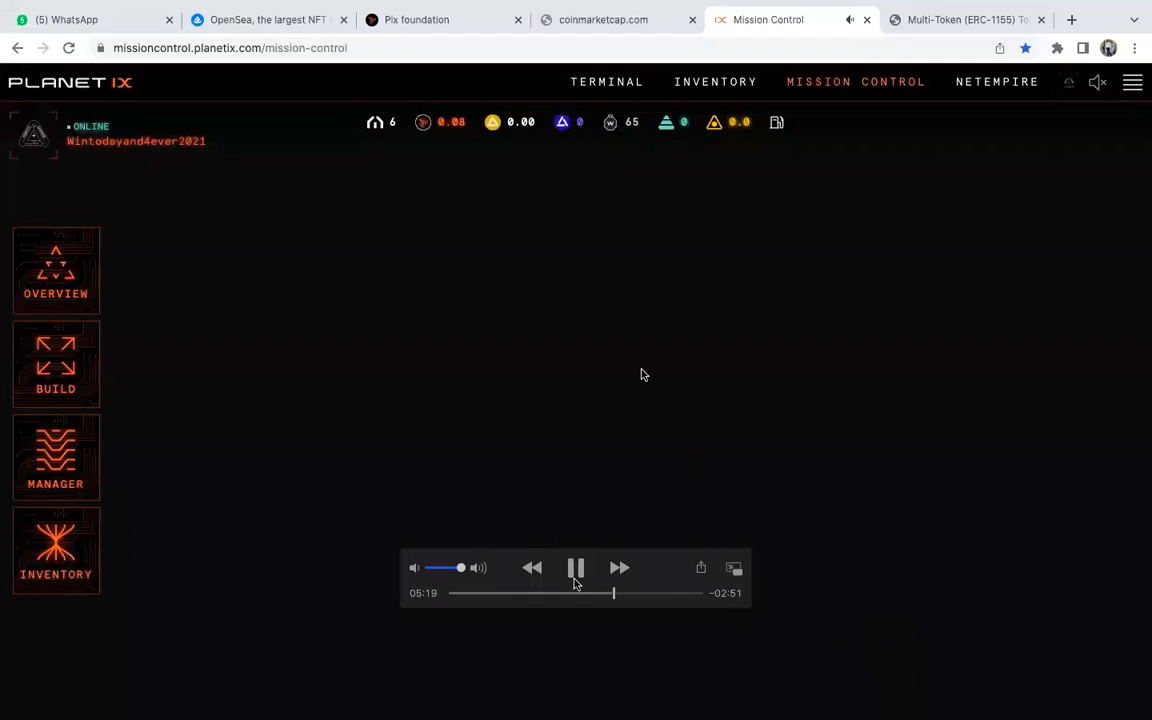 (5) WhatsApp
OpenSea, the largest NFT
Pix foundation
coinmarketcap.com
Mission Control
Multi-Token (ERC-1155) To
missioncontrol.planetix.com/mission-control
PLANET IX
TERMINAL
INVENTORY
MISSION CONTROL
NETEMPIRE
ONLINE
Wintodayand4ever2021
6
0.08
0.00
0
W
65
0
0.0
OVERVIEW
BUILD
MANAGER
INVENTORY
05:19
-02:51